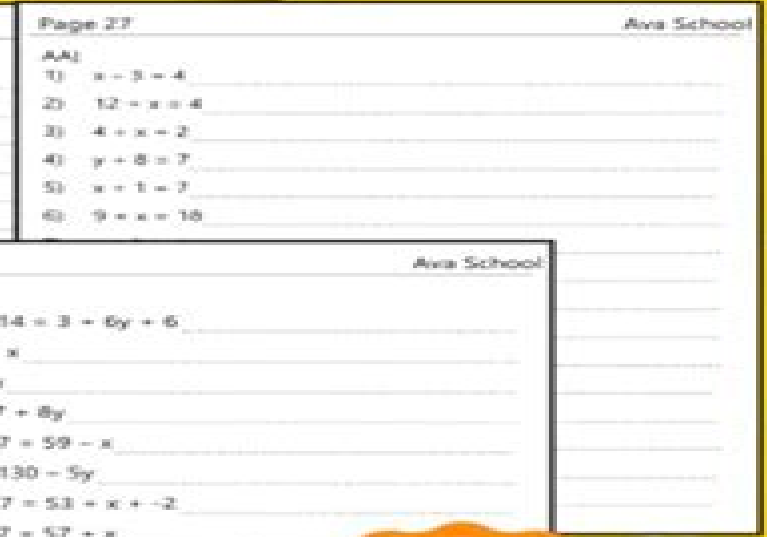 Page 27 Ava School
AA)
1) x - 3 = 4
2) 12 - x = 4
3) 4 + x = 2
4) y + 8 = 7
5) x + 1 = 7
6) 9 + x = 18
Ava School
14 = 3 + 6y + 6
x
7 + 8y
7 = 59 - x
130 - 5y
7 = 53 + x + -2
7 = 57 + x